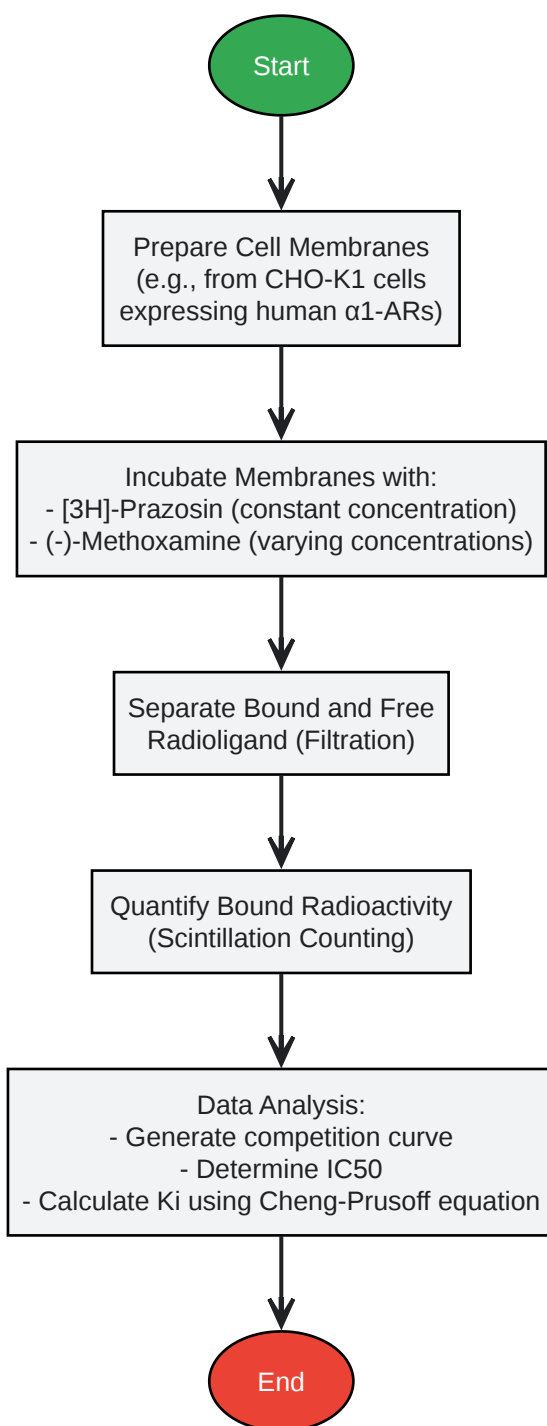 Start
Prepare Cell Membranes
(e.g., from CHO-K1 cells
expressing human α1-ARs)
Incubate Membranes with:
- [3H]-Prazosin (constant concentration)
- (-)-Methoxamine (varying concentrations)
Separate Bound and Free
Radioligand (Filtration)
Quantify Bound Radioactivity
(Scintillation Counting)
Data Analysis:
- Generate competition curve
- Determine IC50
- Calculate Ki using Cheng-Prusoff equation
End